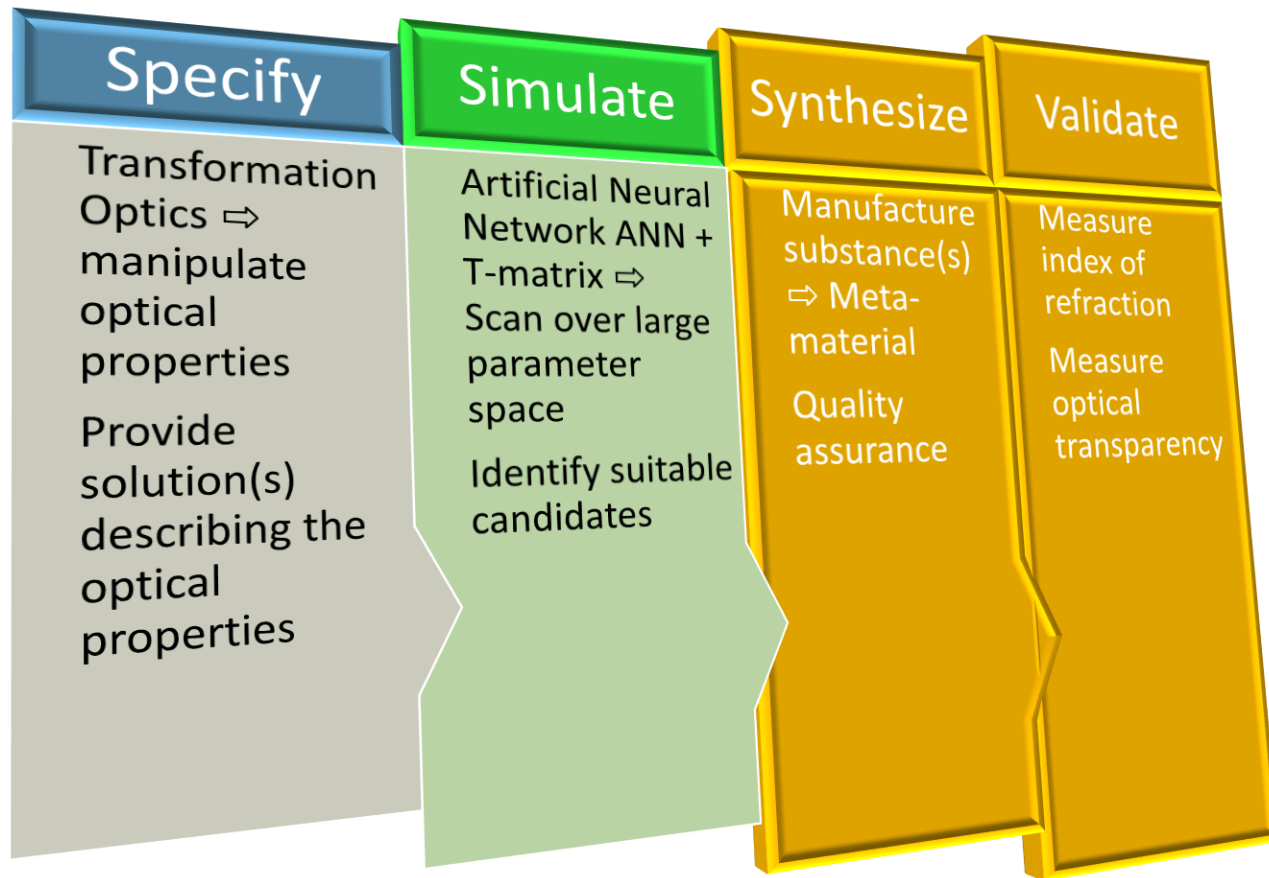 Specify
Transformation
Optics ⇨
manipulate
optical
properties
Provide
solution(s)
describing the
optical
properties
Simulate
Artificial Neural
Network ANN +
T-matrix ⇨
Scan over large
parameter
space
Identify suitable
candidates
Synthesize
Manufacture
substance(s)
⇨ Meta-
material
Quality
assurance
Validate
Measure
index of
refraction
Measure
optical
transparency